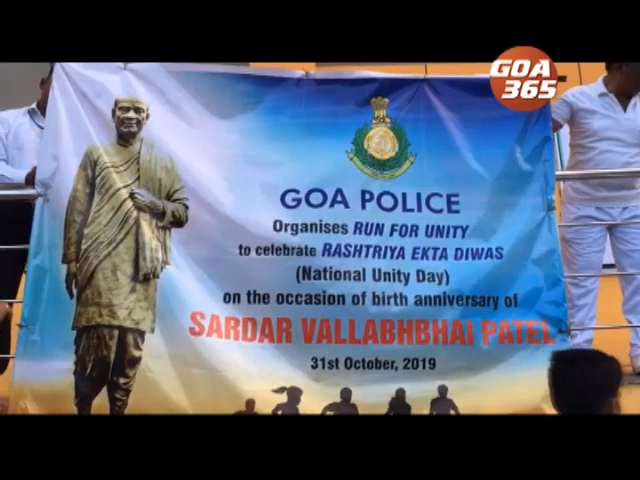 GOA
365
GOA POLICE
Organises RUN FOR UNITY
to celebrate RASHTRIYA EKTA DIWAS
(National Unity Day)
on the occasion of birth anniversary of
SARDAR VALLABHBHAI PATEL
31st October, 2019